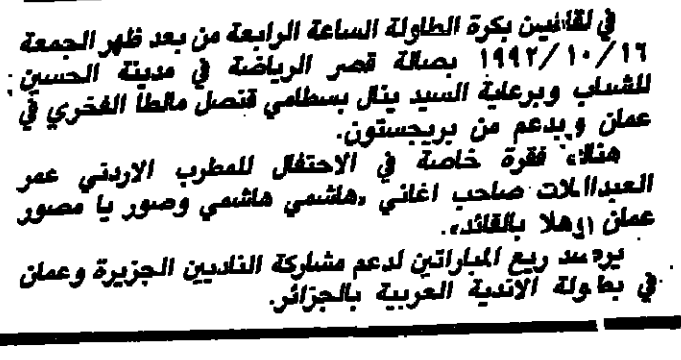 في لقائين بكرة الطاولة الساعة الرابعة من بعد ظهر الجمعة
١٩٩٢/١٠/١٦ بصالة قصر الرياضة في مدينة الحسين
للشباب وبرعاية السيد ينال بسطامي قنصل مالطا الفخري في
عمان وبدعم من بريجستون.
هناك فقرة خاصة في الاحتفال للمطرب الاردني عمر
العبداللات صاحب اغاني «هاشمي هاشمي وصور يا مصور
عمان وهلا بالقائد».
يرصد ريع المباراتين لدعم مشاركة الناديين الجزيرة وعمان
في بطولة الاندية العربية بالجزائر.